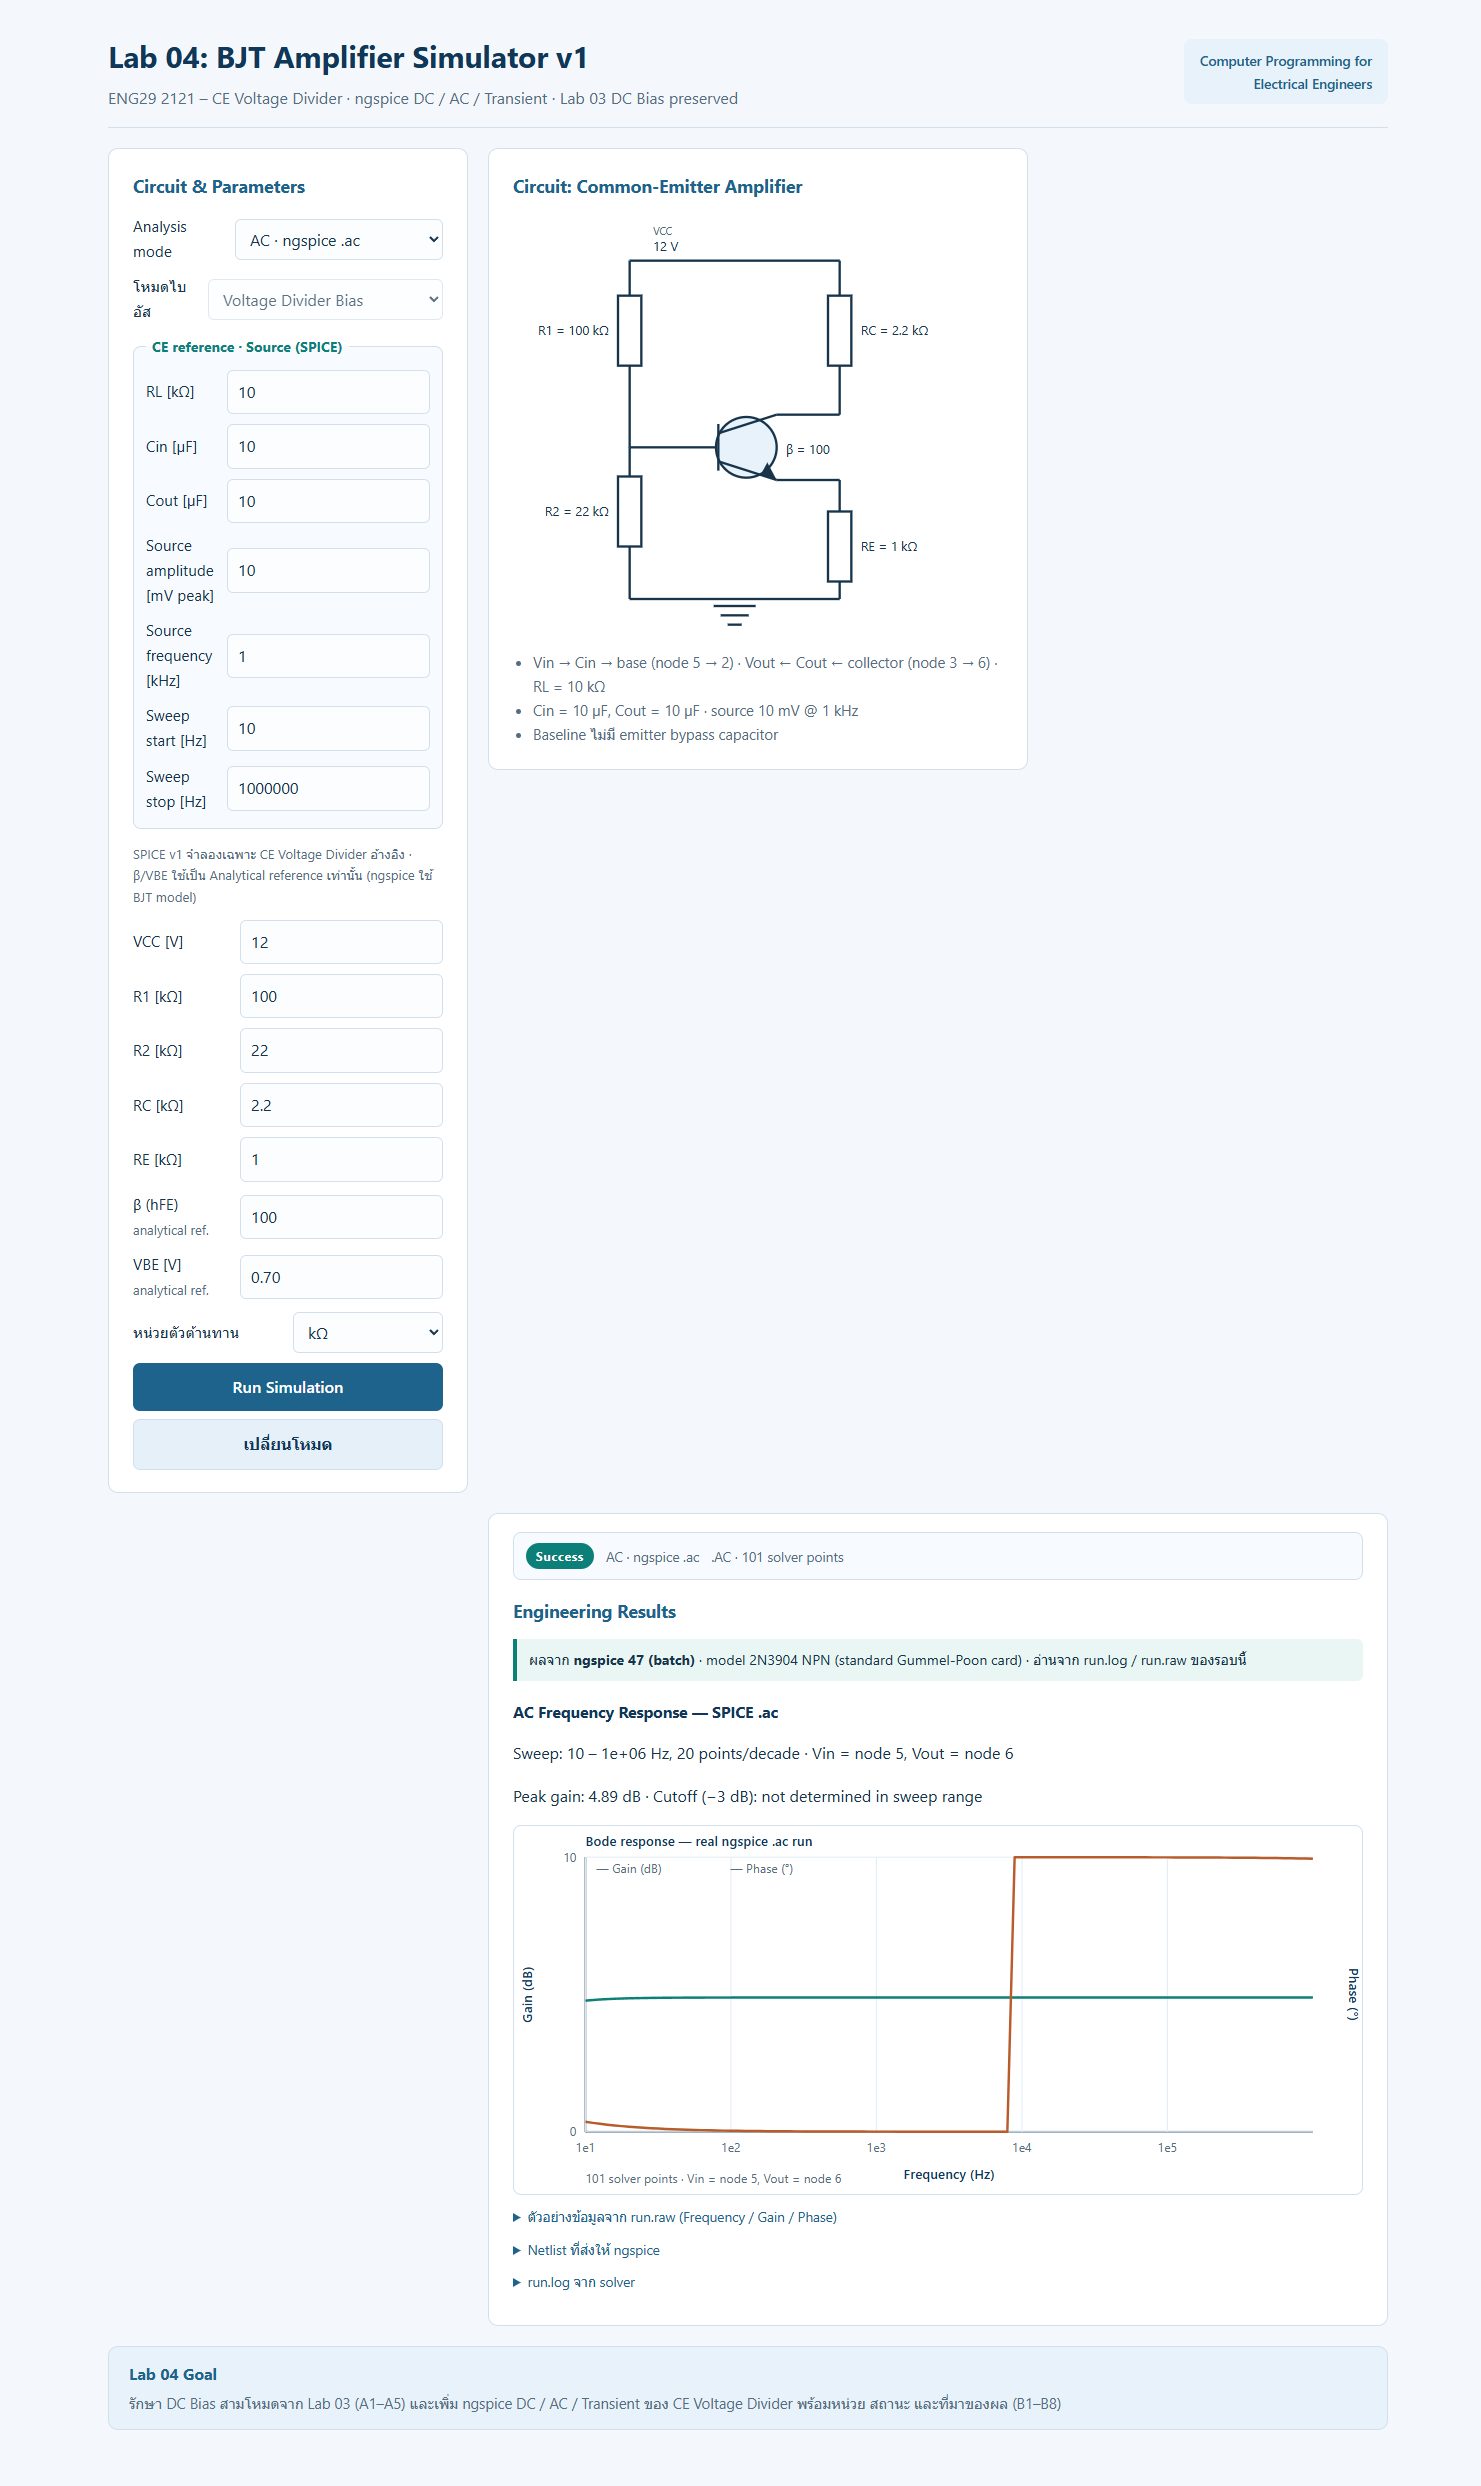 Lab 04: BJT Amplifier Simulator v1
ENG29 2121 – CE Voltage Divider · ngspice DC / AC / Transient · Lab 03 DC Bias preserved
Computer Programming for
Electrical Engineers
Circuit & Parameters
Analysis
mode
AC · ngspice .ac
โหมดไบ
อัส
Voltage Divider Bias
CE reference · Source (SPICE)
RL [kΩ]
10
Cin [µF]
10
Cout [µF]
10
Source
amplitude
[mV peak]
10
Source
frequency
[kHz]
1
Sweep
start [Hz]
10
Sweep
stop [Hz]
1000000
SPICE v1 จำลองเฉพาะ CE Voltage Divider อ้างอิง ·
β/VBE ใช้เป็น Analytical reference เท่านั้น (ngspice ใช้
BJT model)
VCC [V]
12
R1 [kΩ]
100
R2 [kΩ]
22
RC [kΩ]
2.2
RE [kΩ]
1
β (hFE)
analytical ref.
100
VBE [V]
analytical ref.
0.70
หน่วยตัวต้านทาน
kΩ
Run Simulation
เปลี่ยนโหมด
Circuit: Common-Emitter Amplifier
VCC
12 V
R1 = 100 kΩ
RC = 2.2 kΩ
β = 100
R2 = 22 kΩ
RE = 1 kΩ
• Vin → Cin → base (node 5 → 2) · Vout ← Cout ← collector (node 3 → 6) ·
RL = 10 kΩ
• Cin = 10 µF, Cout = 10 µF · source 10 mV @ 1 kHz
• Baseline ไม่มี emitter bypass capacitor
Success AC · ngspice .ac .AC · 101 solver points
Engineering Results
ผลจาก ngspice 47 (batch) · model 2N3904 NPN (standard Gummel-Poon card) · อ่านจาก run.log / run.raw ของรอบนี้
AC Frequency Response — SPICE .ac
Sweep: 10 – 1e+06 Hz, 20 points/decade · Vin = node 5, Vout = node 6
Peak gain: 4.89 dB · Cutoff (−3 dB): not determined in sweep range
Bode response — real ngspice .ac run
10
— Gain (dB)
— Phase (°)
Gain (dB)
Phase (°)
0
1e1
1e2
1e3
1e4
1e5
101 solver points · Vin = node 5, Vout = node 6
Frequency (Hz)
▶ ตัวอย่างข้อมูลจาก run.raw (Frequency / Gain / Phase)
▶ Netlist ที่ส่งให้ ngspice
▶ run.log จาก solver
Lab 04 Goal
รักษา DC Bias สามโหมดจาก Lab 03 (A1–A5) และเพิ่ม ngspice DC / AC / Transient ของ CE Voltage Divider พร้อมหน่วย สถานะ และที่มาของผล (B1–B8)